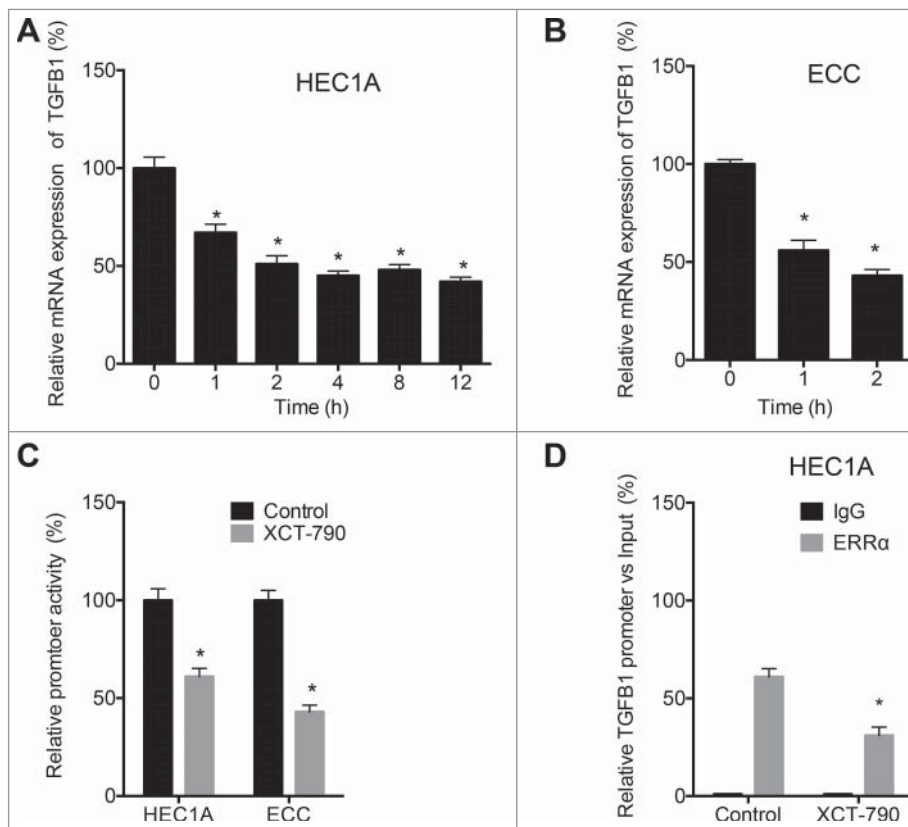 A
Relative mRNA expression of TGFB1 (%)
HEC1A
150
100
50
0
*
*
*
*
*
0 1 2 4 8 12
Time (h)
B
Relative mRNA expression of TGFB1 (%)
ECC
150
100
50
0
*
*
0 1 2
Time (h)
C
Relative promtoer activity (%)
150
100
50
0
Control
XCT-790
*
*
HEC1A ECC
D
Relative TGFB1 promoter vs Input (%)
HEC1A
150
100
50
0
IgG
ERRα
*
Control XCT-790